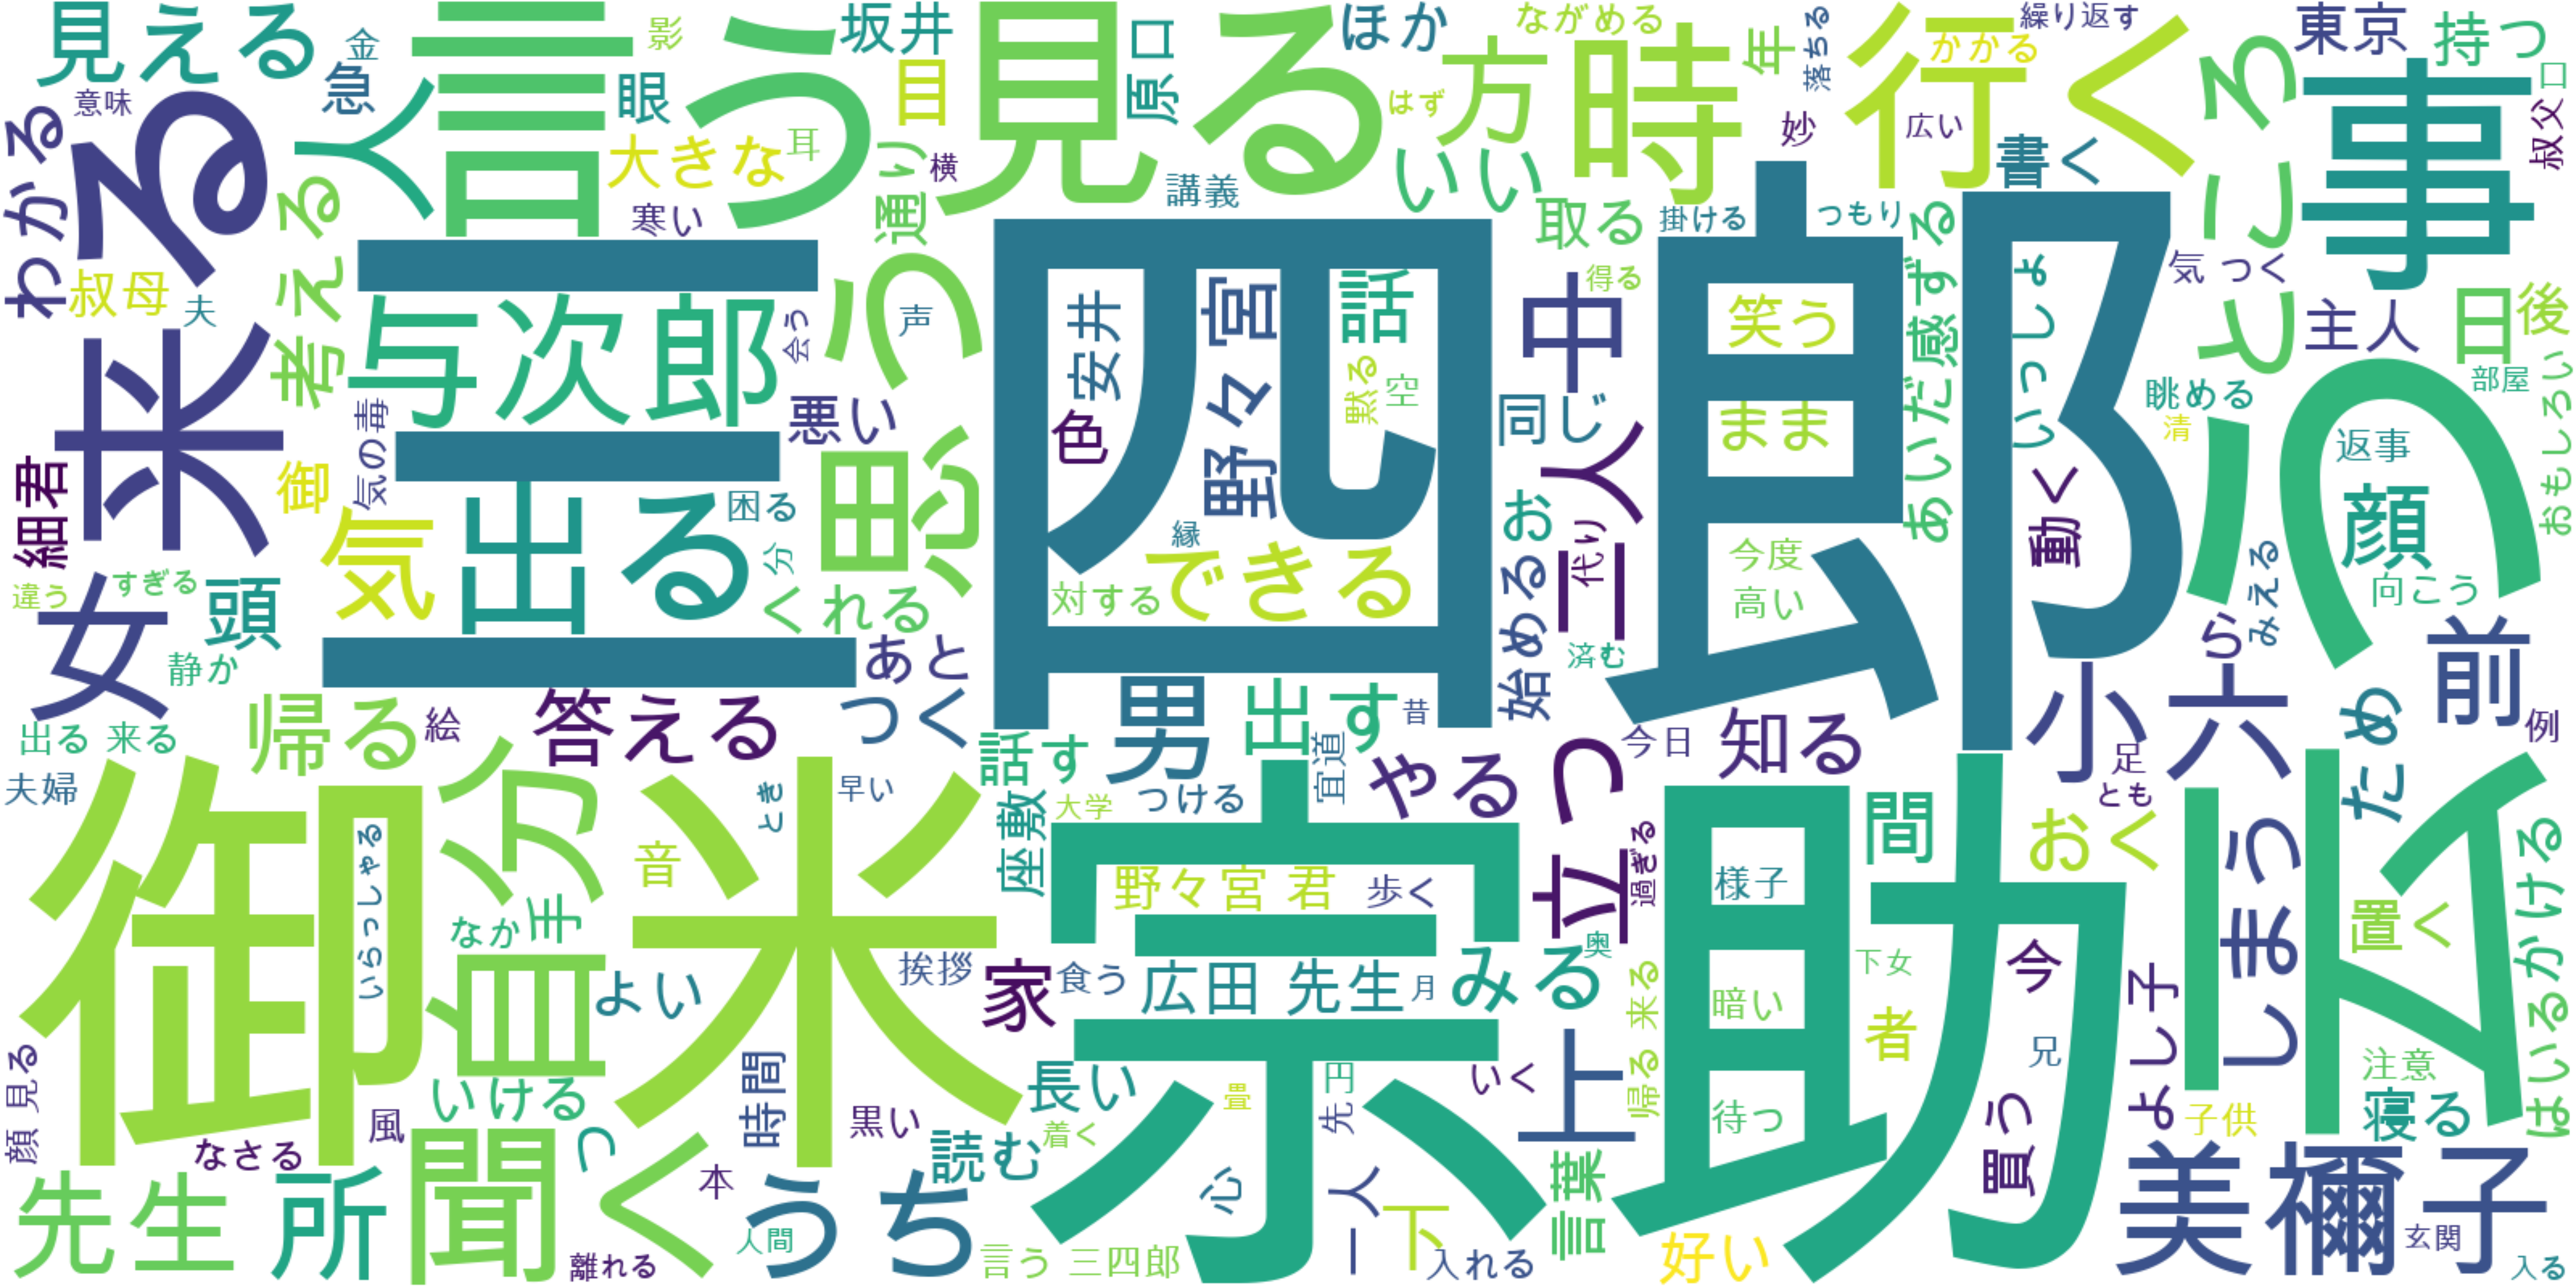 見える
金
急
影
言う
人
眼
坂井
目
大きな
耳
通り
横
寒い
見る
原口
講義
ほか
はず
いい
ながめる
方
時
年
落ちる
妙
行く
かかる
広い
繰り返す
書く
東京
持つ
口
事
叔父
ところ
わかる
意味
来る
叔母
夫
考える
三四郎
与次郎
会う
思う
声
安井
野々宮
話
黙る
空
色
縁
対する
できる
取る
得る
中
同じ
二人
お
代り
始める
済む
掛ける
つもり
笑う
まま
今度
高い
あいだ
感ずる
いっしょ
動く
気 つく
云う
主人
日
後
部屋
おもしろい
眺める
清
返事
顔
向こう
みえる
ら
細君
御
気の毒
気
出る
悪い
困る
分
くれる
あと
つく
女
違う
すぎる
頭
静か
出る 来る
夫婦
帰る
絵
答える
男
出す
昔
話す
つける
大学
宜道
やる
座敷
立つ
今日
過ぎる
知る
小六
足
とも
前
例
ため
御米
いらっしゃる
自分
手
なか
音
とき
早い
よい
挨拶
家
食う
宗助
野々宮 君
歩く
広田 先生
月
みる
奥
帰る 来る
様子
暗い
待つ
間
おく
下女
者
今
兄
買う
よし子
しまう
置く
はいる
かける
注意
寝る
子供
顔 見る
なさる
風
いける
つ
時間
黒い
長い
着く
畳
円
先
いく
上
先生
所
聞く
離れる
本
人間
うち
読む
心
言う 三四郎
一人
下
入れる
言葉
好い
美禰子
玄関
入る